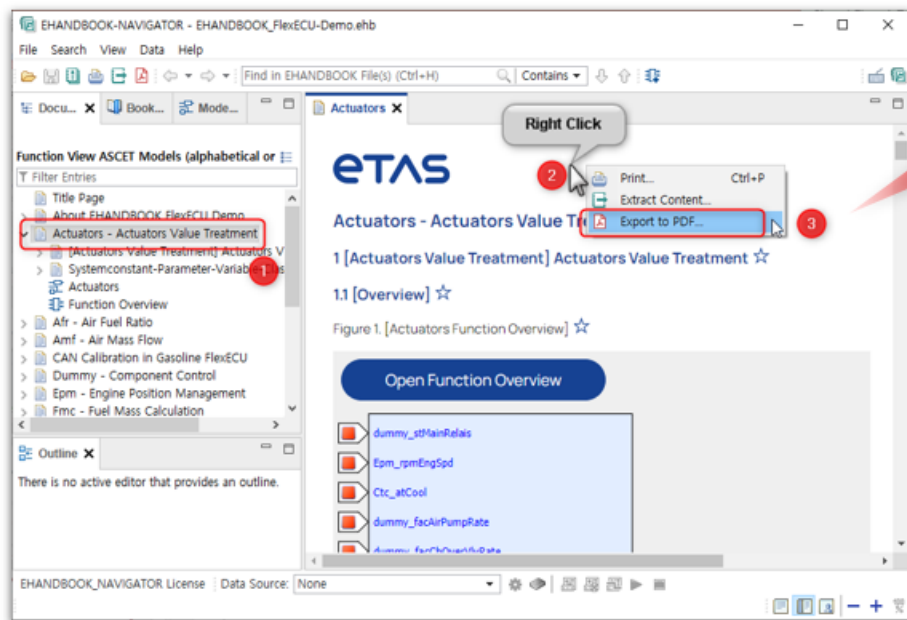 EHANDBOOK-NAVIGATOR - EHANDBOOK_FlexECU-Demo.ehb
File Search View Data Help
Find in EHANDBOOK File(s) (Ctrl+H)
Contains
Docu...
Book...
Mode...
Actuators
Right Click
Function View ASCET Models (alphabetical or
Filter Entries
Title Page
About EHANDBOOK FlexECU Demo
Actuators - Actuators Value Treatment
[Actuators Value Treatment] Actuators V
Systemconstant-Parameter-Variable-
1
Actuators
Function Overview
Afr - Air Fuel Ratio
Amf - Air Mass Flow
CAN Calibration in Gasoline FlexECU
Dummy - Component Control
Epm - Engine Position Management
Fmc - Fuel Mass Calculation
Outline
There is no active editor that provides an outline.
eTAS
2
Print... Ctrl+P
Extract Content...
Export to PDF...
3
Actuators - Actuators Value Tre
1 [Actuators Value Treatment] Actuators Value Treatment
1.1 [Overview]
Figure 1. [Actuators Function Overview]
Open Function Overview
dummy_stMainRelais
Epm_rpmEngSpd
Ctc_atCool
dummy_facAirPumpRate
dummy_facChOverVlvRate
EHANDBOOK_NAVIGATOR License
Data Source: None